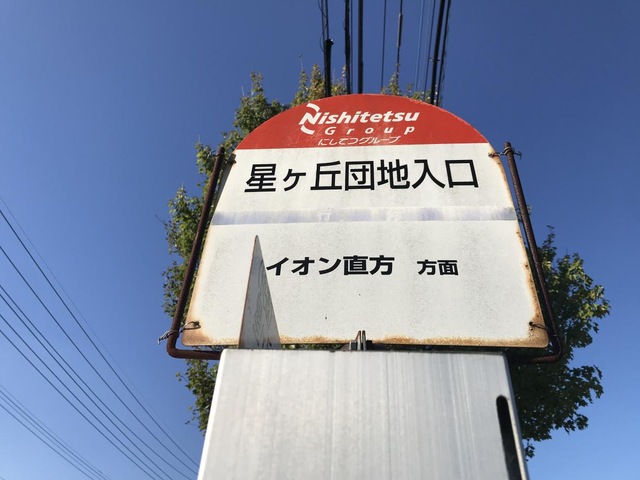 Nishitetsu
Group
にしてつグループ
星ヶ丘団地入口
イオン直方 方面